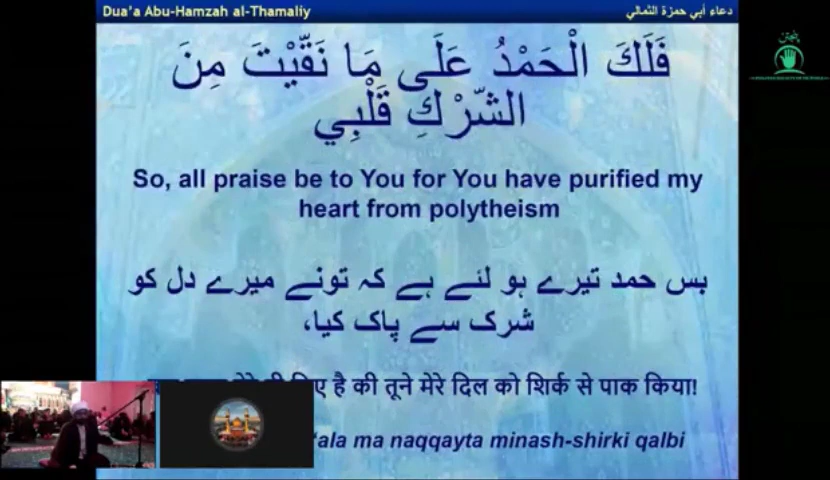 Dua'a Abu-Hamzah al-Thamaliy
دعاء أبي حمزة الثمالي
فَلَكَ الْحَمْدُ عَلَى مَا نَقَّيْتَ مِنَ
الشّرْكِ قَلْبِي
So, all praise be to You for You have purified my
heart from polytheism
بس حمد تیرے ہو لئے ہے کہ تونے میرے دل کو
شرک سے پاک کیا،
है की तूने मेरे दिल को शिर्क से पाक किया!
'ala ma naqqayta minash-shirki qalbi